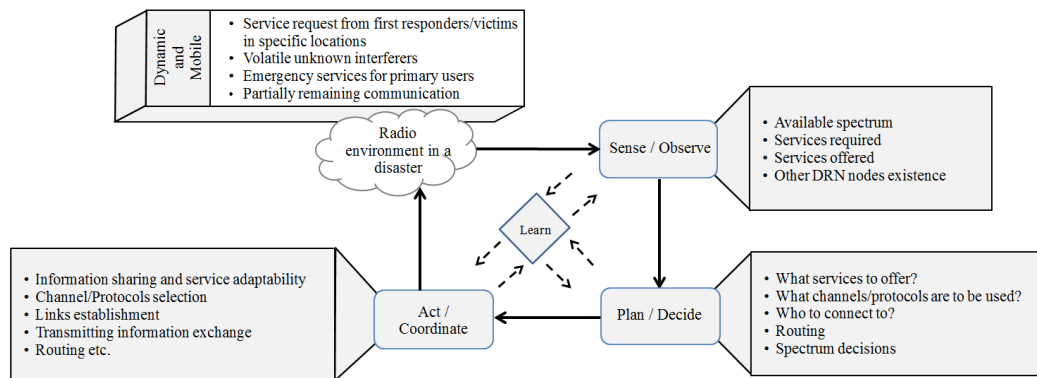 Dynamic
and
Mobile
• Service request from first responders/victims
in specific locations
• Volatile unknown interferers
• Emergency services for primary users
• Partially remaining communication
Radio
environment in a
disaster
Sense / Observe
• Available spectrum
• Services required
• Services offered
• Other DRN nodes existence
Learn
• Information sharing and service adaptability
• Channel/Protocols selection
• Links establishment
• Transmitting information exchange
• Routing etc.
Act /
Coordinate
Plan / Decide
• What services to offer?
• What channels/protocols are to be used?
• Who to connect to?
• Routing
• Spectrum decisions